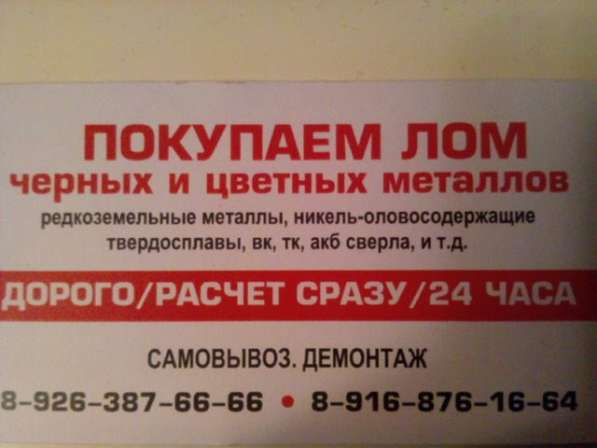 ПОКУПАЕМ ЛОМ
черных и цветных металлов
редкоземельные металлы, никель-оловосодержащие
твердосплавы, вк, тк, акб сверла, и т.д.
ДОРОГО/РАСЧЕТ СРАЗУ/24 ЧАСА
САМОВЫВОЗ. ДЕМОНТАЖ
8-926-387-66-66 • 8-916-876-16-64